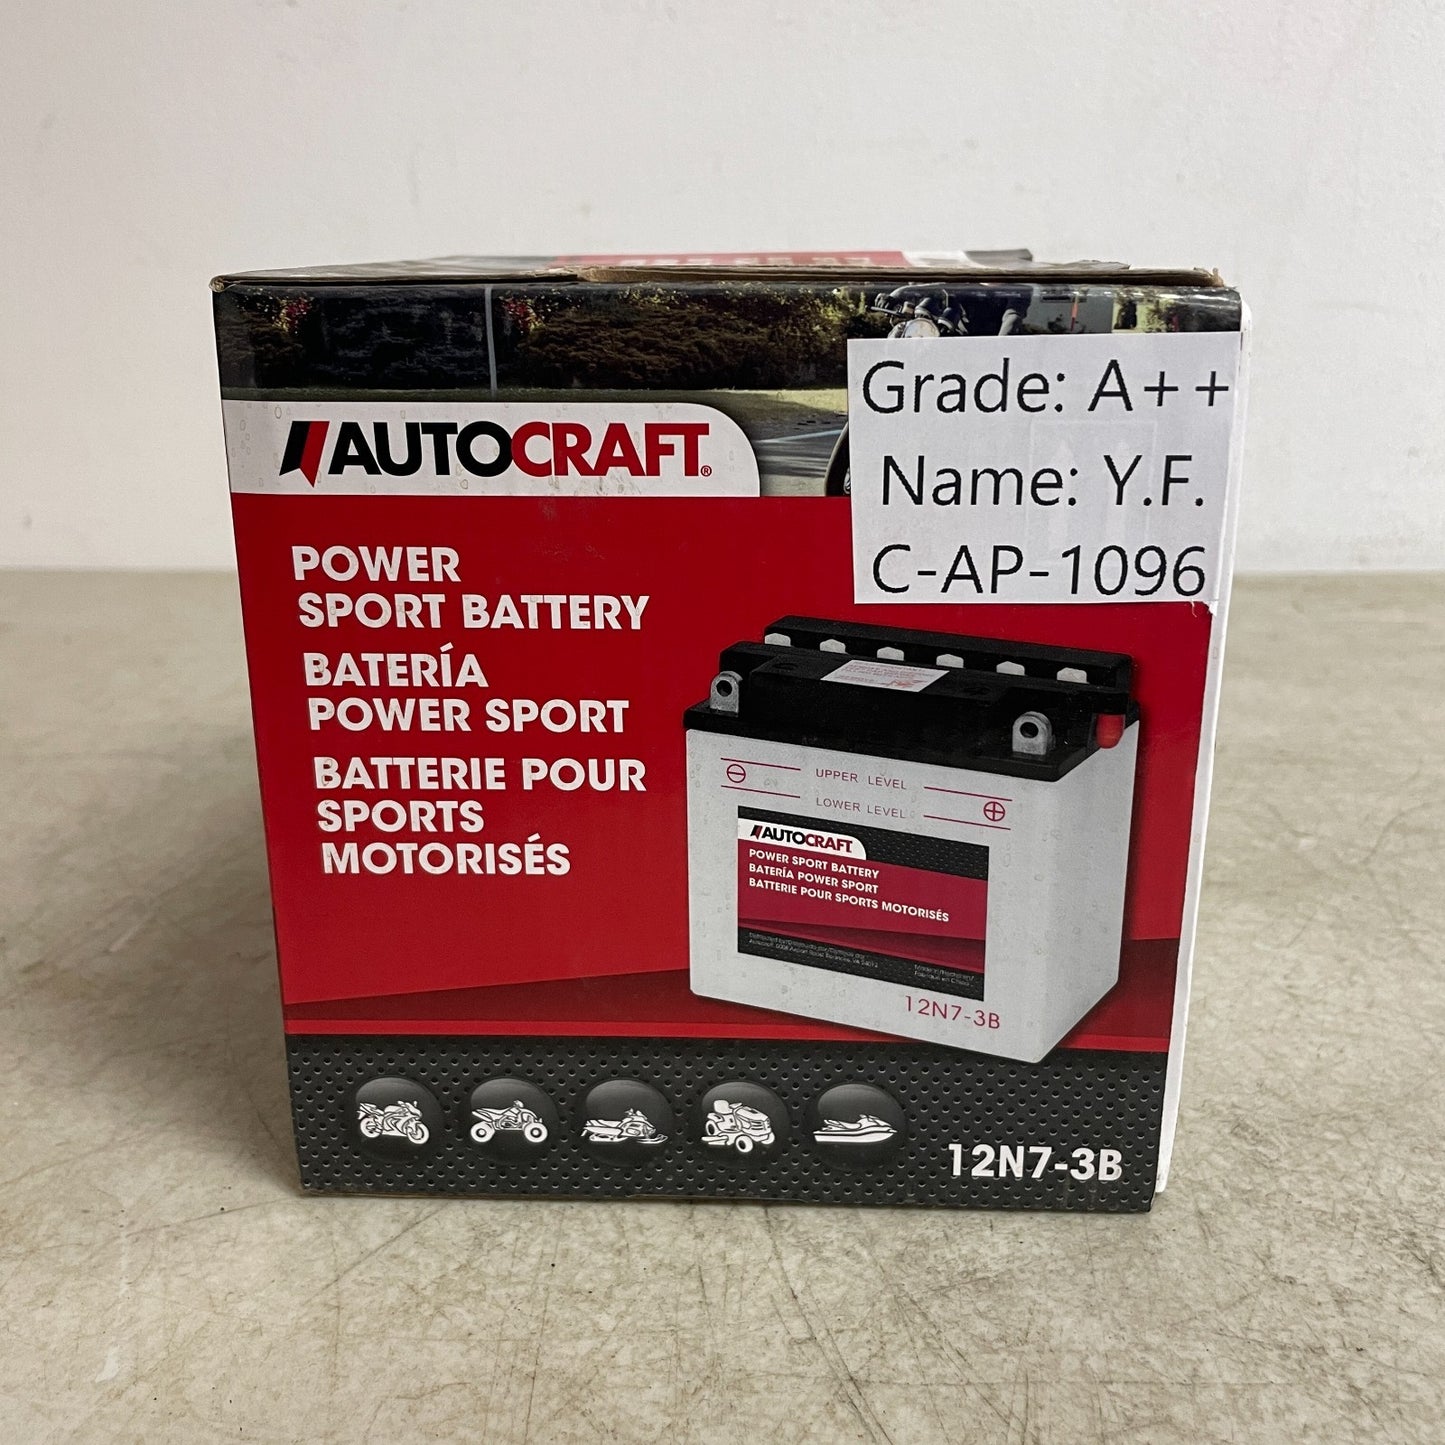 AUTOCRAFT®
Grade: A++
Name: Y.F.
C-AP-1096
POWER
SPORT BATTERY
BATERÍA
POWER SPORT
BATTERIE POUR
SPORTS
MOTORISÉS
UPPER LEVEL
LOWER LEVEL
AUTOCRAFT
POWER SPORT BATTERY
BATERÍA POWER SPORT
BATTERIE POUR SPORTS MOTORISÉS
12N7-3B
12N7-3B